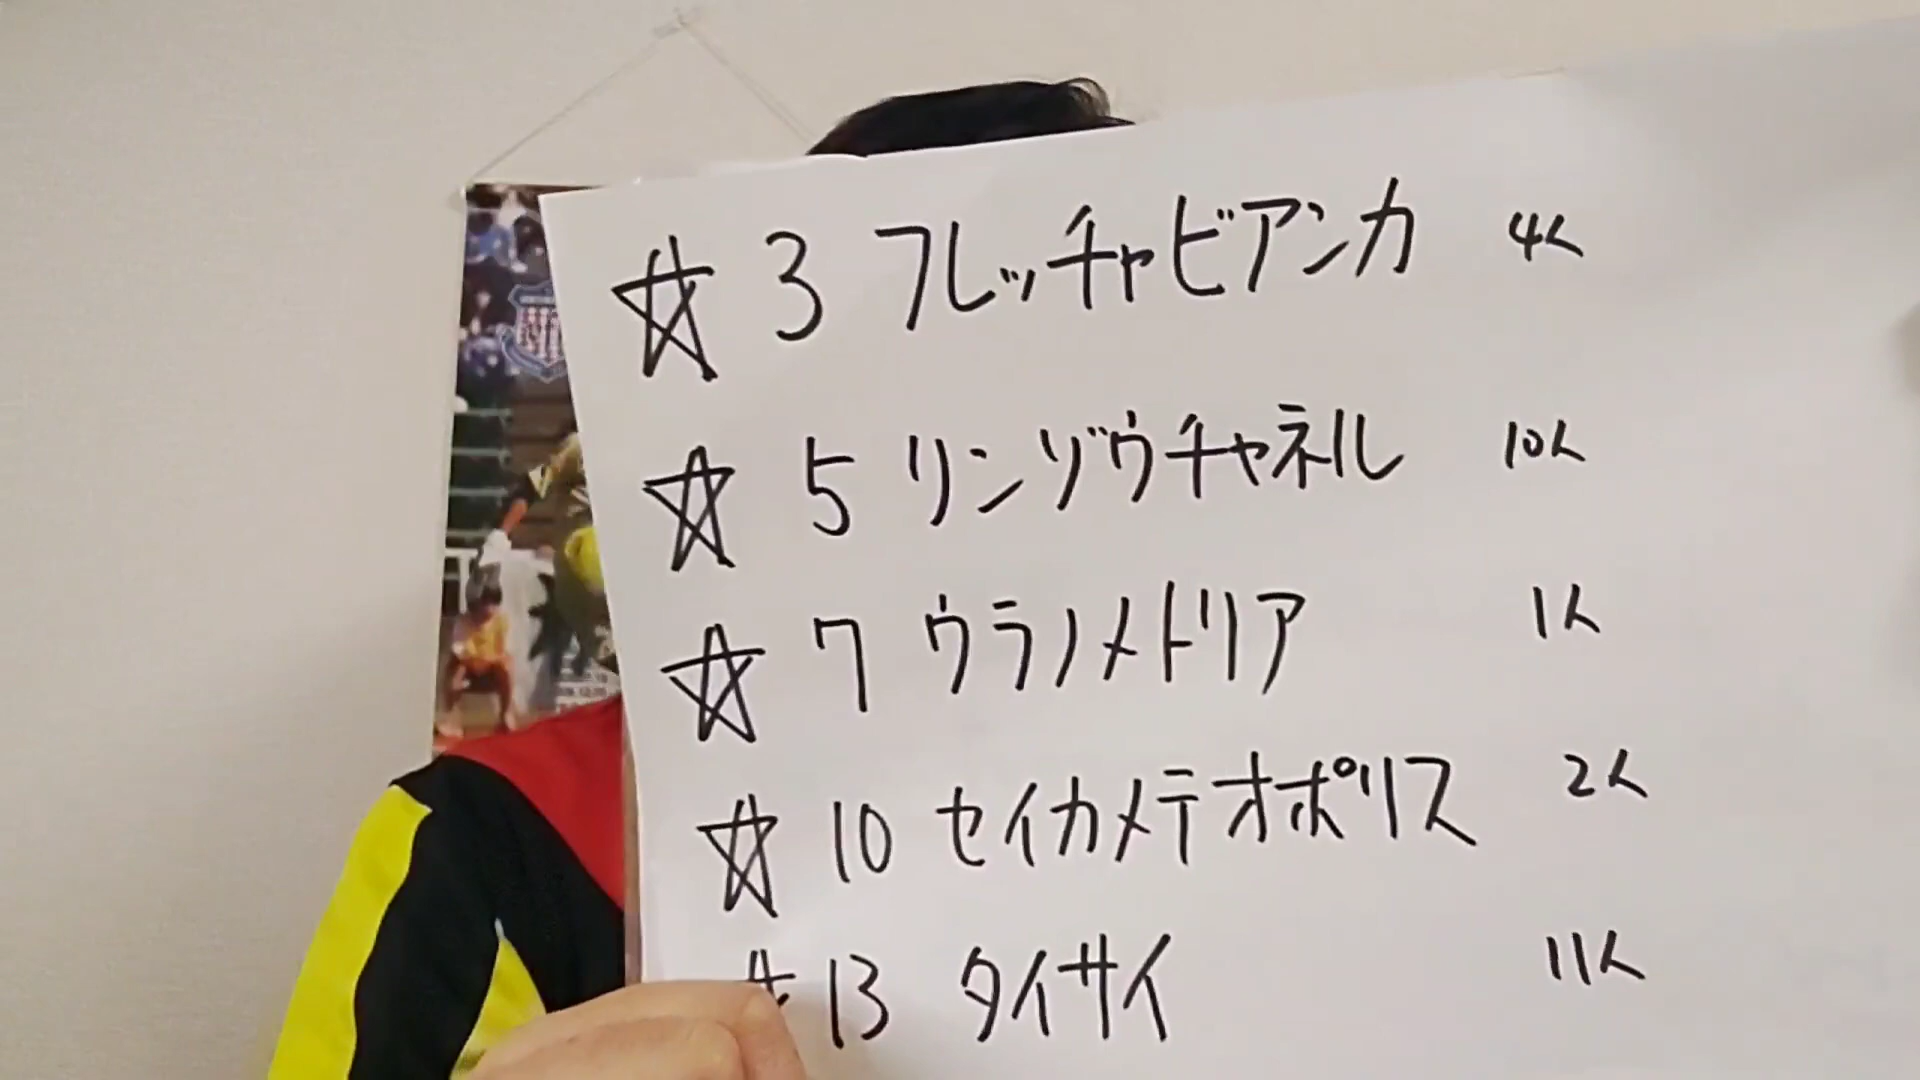 ☆ 3 フレッチャビアンカ 4人
☆ 5 リンゾウチャネル 10人
☆ 7 ウラノメトリア 1人
☆ 10 セイカメテオポリス 2人
☆ 13 タイサイ 11人